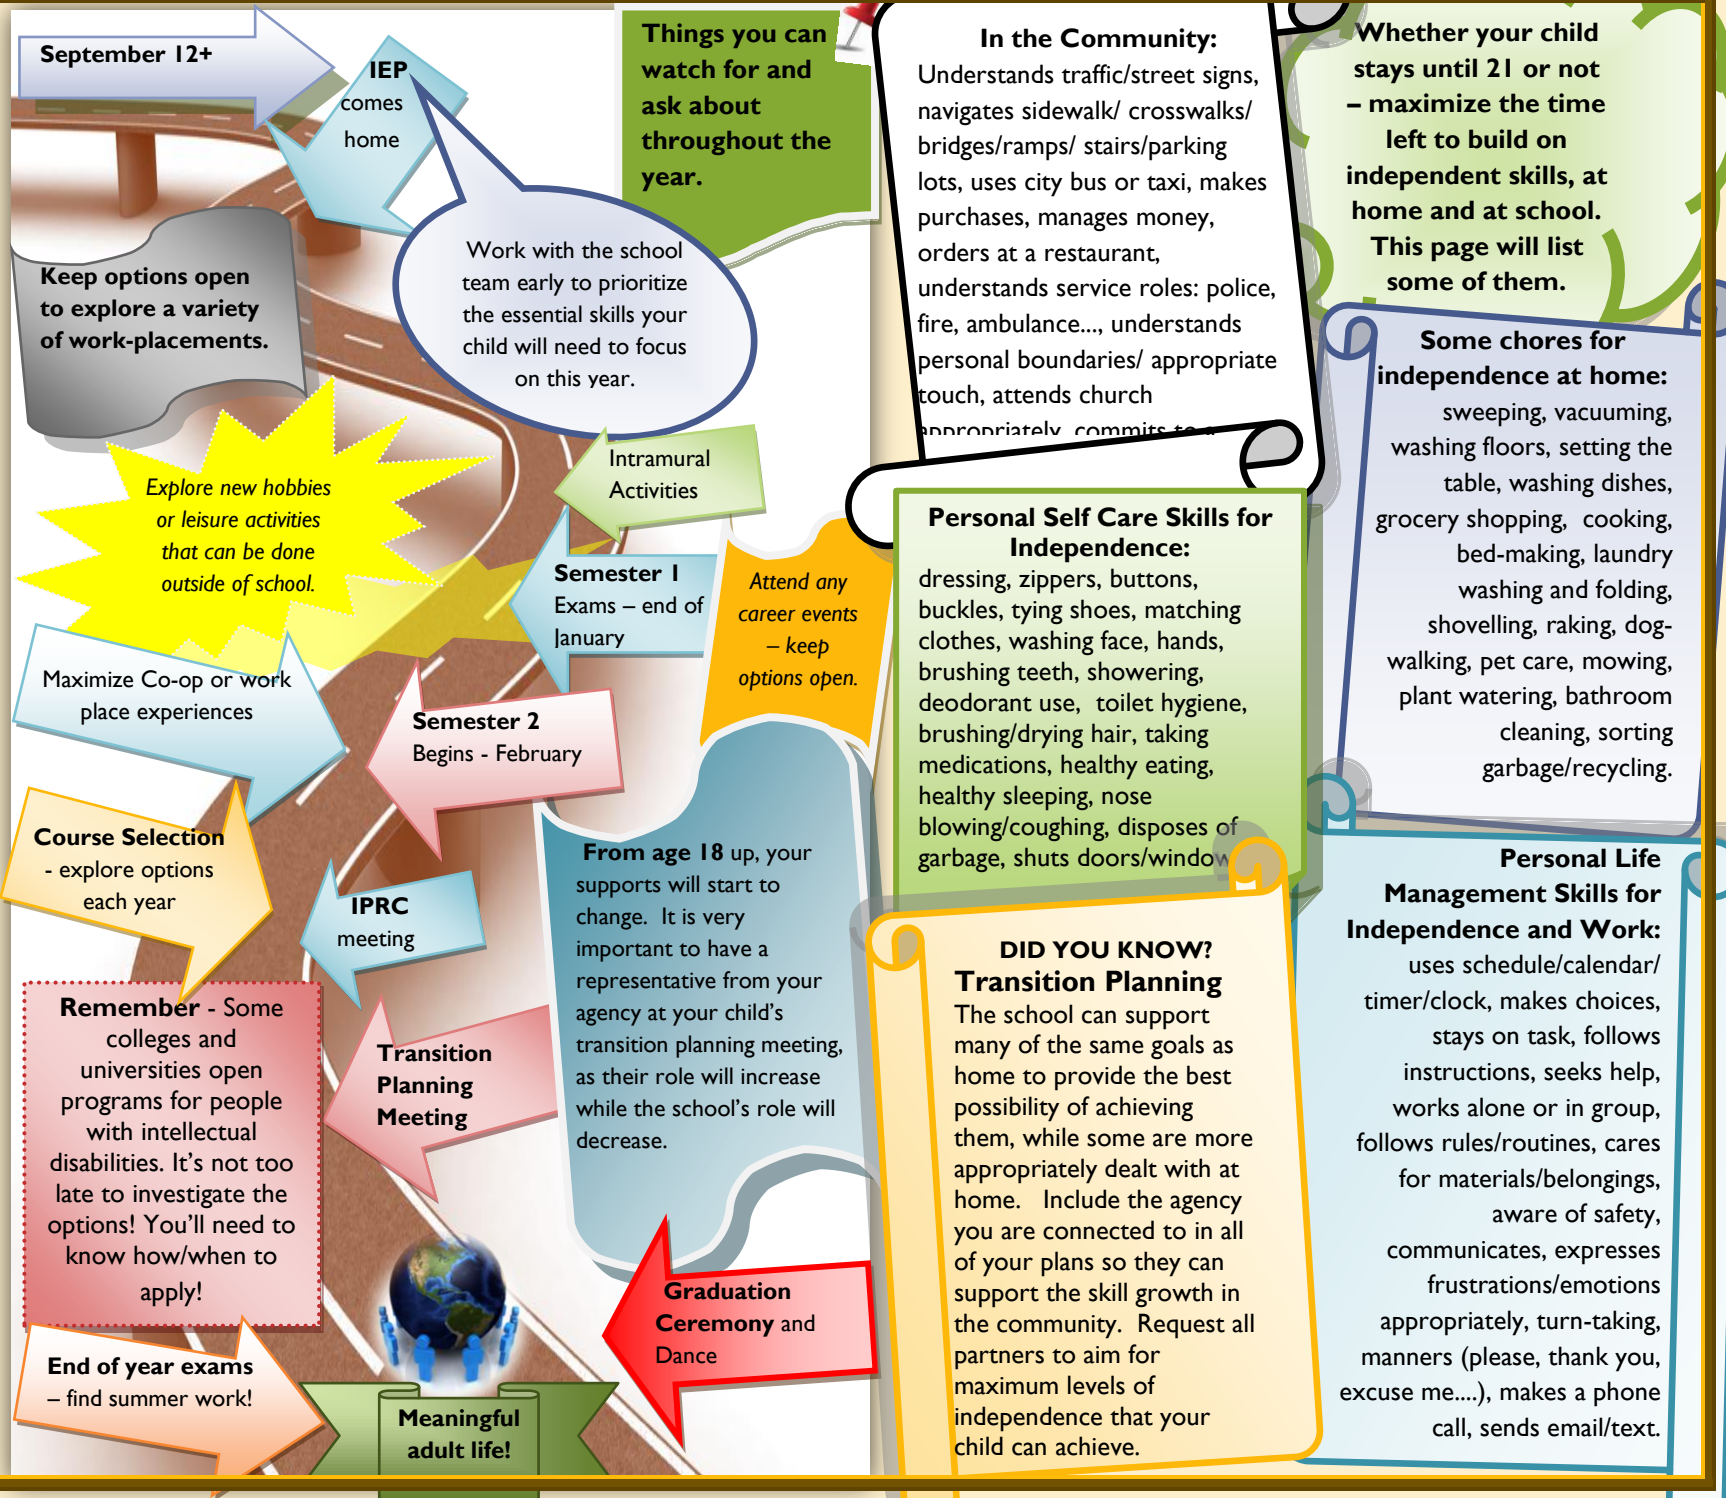 September 12+
IEP
comes
home
Things you can
watch for and
ask about
throughout the
year.
Work with the school
team early to prioritize
the essential skills your
child will need to focus
on this year.
Keep options open
to explore a variety
of work-placements.
Explore new hobbies
or leisure activities
that can be done
outside of school.
Intramural
Activities
Semester 1
Exams – end of
January
Attend any
career events
– keep
options open.
Maximize Co-op or work
place experiences
Semester 2
Begins - February
Course Selection
- explore options
each year
IPRC
meeting
From age 18 up, your
supports will start to
change.  It is very
important to have a
representative from your
agency at your child’s
transition planning meeting,
as their role will increase
while the school’s role will
decrease.
Remember - Some
colleges and
universities open
programs for people
with intellectual
disabilities. It’s not too
late to investigate the
options! You’ll need to
know how/when to
apply!
Transition
Planning
Meeting
Graduation
Ceremony and
Dance
End of year exams
– find summer work!
Meaningful
adult life!
In the Community:
Understands traffic/street signs,
navigates sidewalk/ crosswalks/
bridges/ramps/ stairs/parking
lots, uses city bus or taxi, makes
purchases, manages money,
orders at a restaurant,
understands service roles: police,
fire, ambulance..., understands
personal boundaries/ appropriate
touch, attends church
appropriately, commits to a
Whether your child
stays until 21 or not
– maximize the time
left to build on
independent skills, at
home and at school.
This page will list
some of them.
Some chores for
independence at home:
sweeping, vacuuming,
washing floors, setting the
table, washing dishes,
grocery shopping,  cooking,
bed-making, laundry
washing and folding,
shovelling, raking, dog-
walking, pet care, mowing,
plant watering, bathroom
cleaning, sorting
garbage/recycling.
Personal Self Care Skills for
Independence:
dressing, zippers, buttons,
buckles, tying shoes, matching
clothes, washing face, hands,
brushing teeth, showering,
deodorant use,  toilet hygiene,
brushing/drying hair, taking
medications, healthy eating,
healthy sleeping, nose
blowing/coughing, disposes of
garbage, shuts doors/window
DID YOU KNOW?
Transition Planning
The school can support
many of the same goals as
home to provide the best
possibility of achieving
them, while some are more
appropriately dealt with at
home.   Include the agency
you are connected to in all
of your plans so they can
support the skill growth in
the community.  Request all
partners to aim for
maximum levels of
independence that your
child can achieve.
Personal Life
Management Skills for
Independence and Work:
uses schedule/calendar/
timer/clock, makes choices,
stays on task, follows
instructions, seeks help,
works alone or in group,
follows rules/routines, cares
for materials/belongings,
aware of safety,
communicates, expresses
frustrations/emotions
appropriately, turn-taking,
manners (please, thank you,
excuse me....), makes a phone
call, sends email/text.